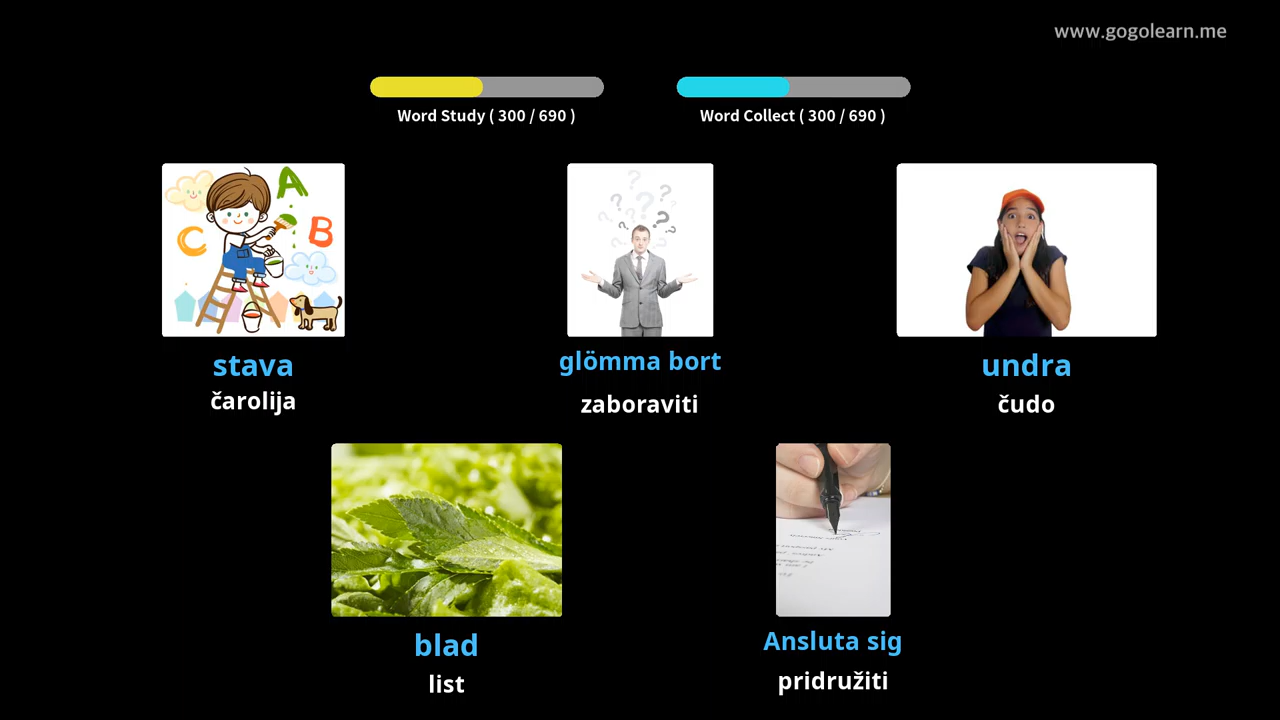 www.gogolearn.me
Word Study ( 300 / 690 )
Word Collect ( 300 / 690 )
A
B
C
stava
čarolija
glömma bort
zaboraviti
undra
čudo
blad
list
Ansluta sig
pridružiti